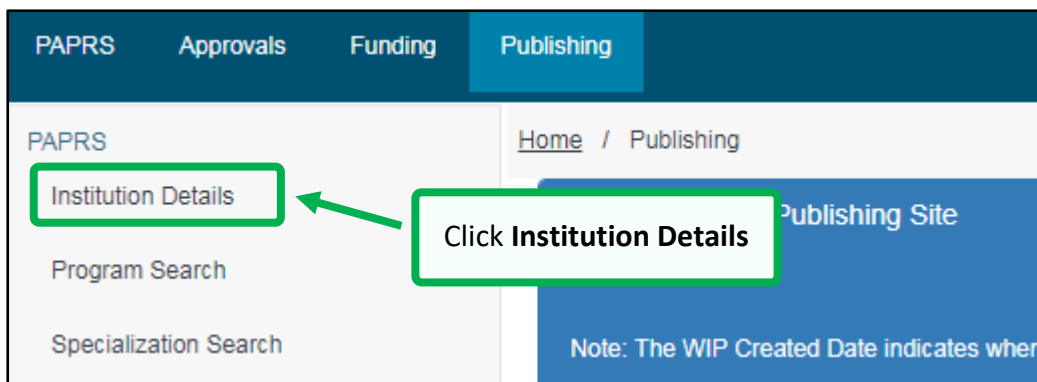 PAPRS Approvals Funding Publishing
PAPRS
Home / Publishing
Institution Details
Publishing Site
Click Institution Details
Program Search
Specialization Search
Note: The WIP Created Date indicates